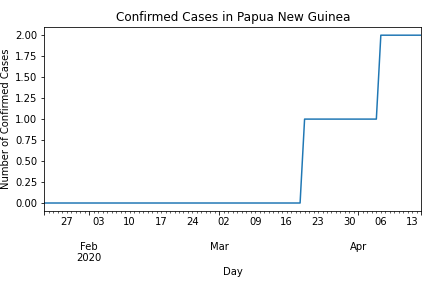 Confirmed Cases in Papua New Guinea
Number of Confirmed Cases
2.00
1.75
1.50
1.25
1.00
0.75
0.50
0.25
0.00
27 03 10 17 24 02 09 16 23 30 06 13
Feb Mar Apr
2020
Day